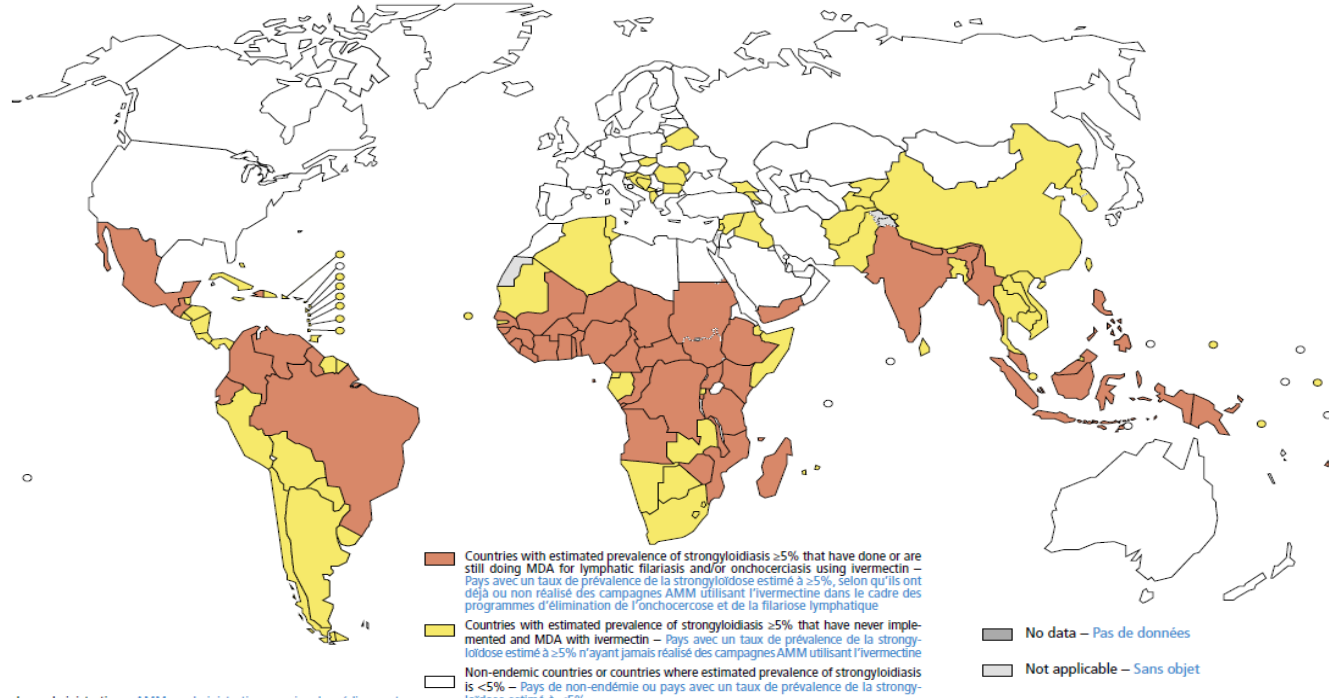 Countries with estimated prevalence of strongyloidiasis ≥5% that have done or are
still doing MDA for lymphatic filariasis and/or onchocerciasis using ivermectin –
Pays avec un taux de prévalence de la strongyloïdose estimé à ≥5%, selon qu'ils ont
déjà ou non réalisé des campagnes AMM utilisant l'ivermectine dans le cadre des
programmes d'élimination de l'onchocercose et de la filariose lymphatique
Countries with estimated prevalence of strongyloidiasis ≥5% that have never imple-
mented and MDA with ivermectin – Pays avec un taux de prévalence de la strongy-
loïdose estimé à ≥5% n'ayant jamais réalisé des campagnes AMM utilisant l'ivermectine
Non-endemic countries or countries where estimated prevalence of strongyloidiasis
is <5% – Pays de non-endémie ou pays avec un taux de prévalence de la strongy-
No data – Pas de données
Not applicable – Sans objet